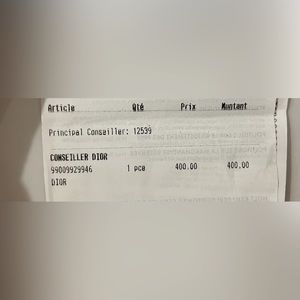 Article Qté Prix Montant
Principal Conseiller: 12539
CONSEILLER DIOR
99009929946 1 pce 400.00 400.00
DIOR